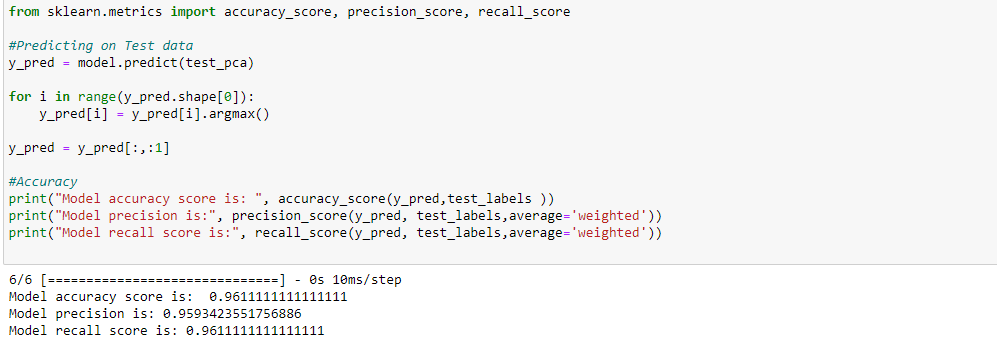 from sklearn.metrics import accuracy_score, precision_score, recall_score
#Predicting on Test data
y_pred = model.predict(test_pca)
for i in range(y_pred.shape[0]):
    y_pred[i] = y_pred[i].argmax()
y_pred = y_pred[:,:1]
#Accuracy
print("Model accuracy score is: ", accuracy_score(y_pred,test_labels ))
print("Model precision is:", precision_score(y_pred, test_labels,average='weighted'))
print("Model recall score is:", recall_score(y_pred, test_labels,average='weighted'))
6/6 [==============================] - 0s 10ms/step
Model accuracy score is:  0.9611111111111111
Model precision is: 0.9593423551756886
Model recall score is: 0.9611111111111111